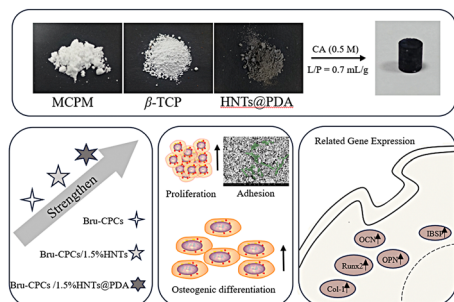 CA (0.5 M)
L/P = 0.7 mL/g
MCPM
β-TCP
HNTs@PDA
Strengthen
Bru-CPCs
Bru-CPCs/1.5%HNTs
Bru-CPCs /1.5%HNTs@PDA
Proliferation
Adhesion
Osteogenic differentiation
Related Gene Expression
OCN
IBSP
Runx2
OPN
Col-1